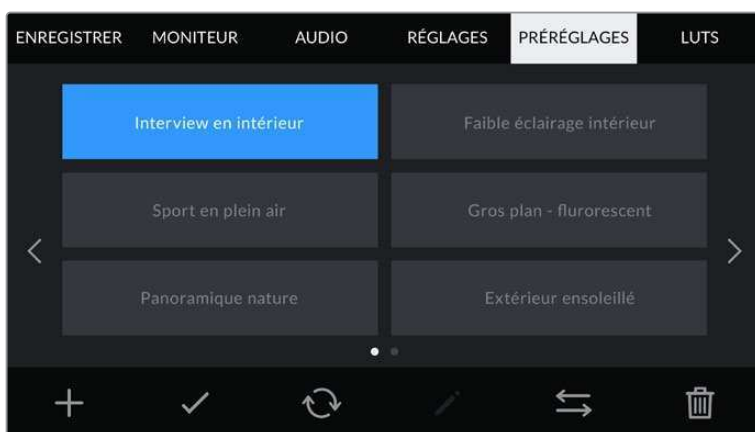 ENREGISTRER MONITEUR AUDIO RÉGLAGES PRÉRÉGLAGES LUTS
Interview en intérieur Faible éclairage intérieur
Sport en plein air Gros plan - flurorescent
Panoramique nature Extérieur ensoleillé